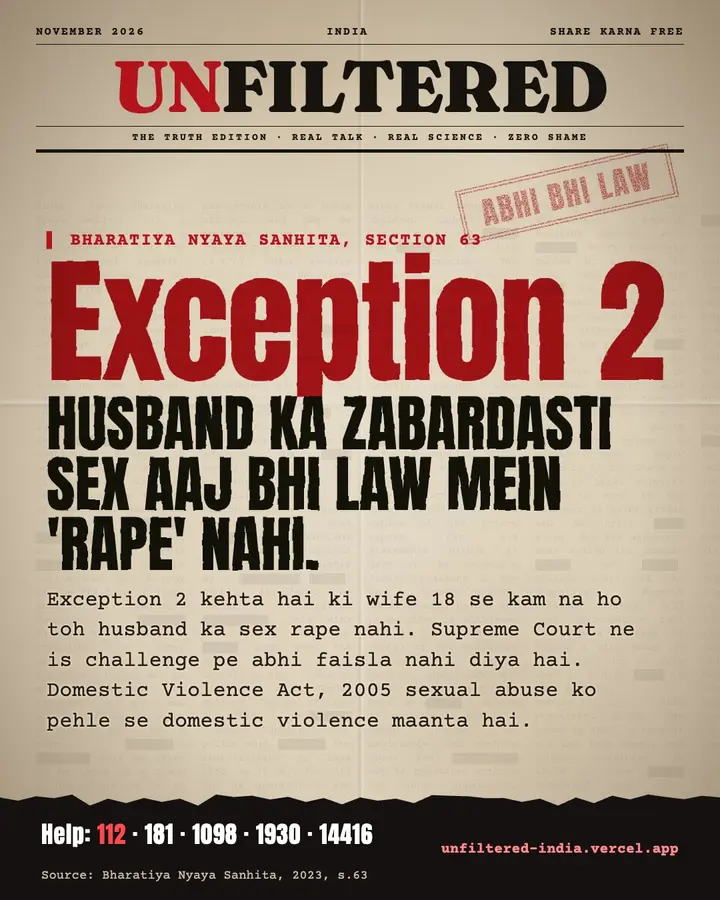 NOVEMBER 2026 INDIA SHARE KARNA FREE
UNFILTERED
THE TRUTH EDITION · REAL TALK · REAL SCIENCE · ZERO SHAME
ABHI BHI LAW
BHARATIYA NYAYA SANHITA, SECTION 63
Exception 2
HUSBAND KA ZABARDASTI
SEX AAJ BHI LAW MEIN
'RAPE' NAHI.
Exception 2 kehta hai ki wife 18 se kam na ho
toh husband ka sex rape nahi. Supreme Court ne
is challenge pe abhi faisla nahi diya hai.
Domestic Violence Act, 2005 sexual abuse ko
pehle se domestic violence maanta hai.
Help: 112 · 181 · 1098 · 1930 · 14416
unfiltered-india.vercel.app
Source: Bharatiya Nyaya Sanhita, 2023, s.63